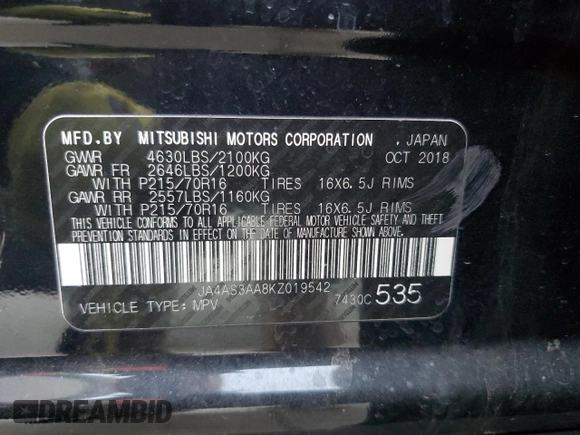 MFD.BY MITSUBISHI MOTORS CORPORATION , JAPAN
GVWR 4630LBS/2100KG OCT 2018
GAWR FR 2646LBS/1200KG
WITH P215/70R16 TIRES 16X6.5J RIMS
GAWR RR 2557LBS/1160KG
WITH P215/70R16 TIRES 16X6.5J RIMS
THIS VEHICLE CONFORMS TO ALL APPLICABLE FEDERAL MOTOR VEHICLE SAFETY AND THEFT
PREVENTION STANDARDS IN EFFECT ON THE DATE OF MANUFACTURE SHOWN ABOVE.
JA4AS3AA8KZ019542
VEHICLE TYPE: MPV 7430C 535
DREAMBID